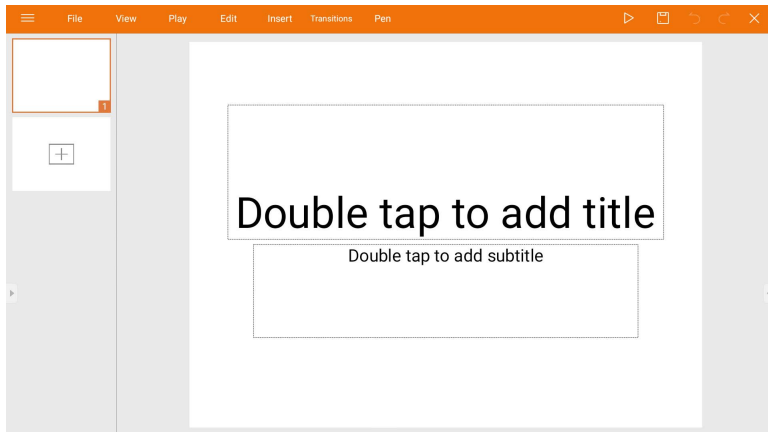 File View Play Edit Insert Transitions Pen
1
Double tap to add title
Double tap to add subtitle